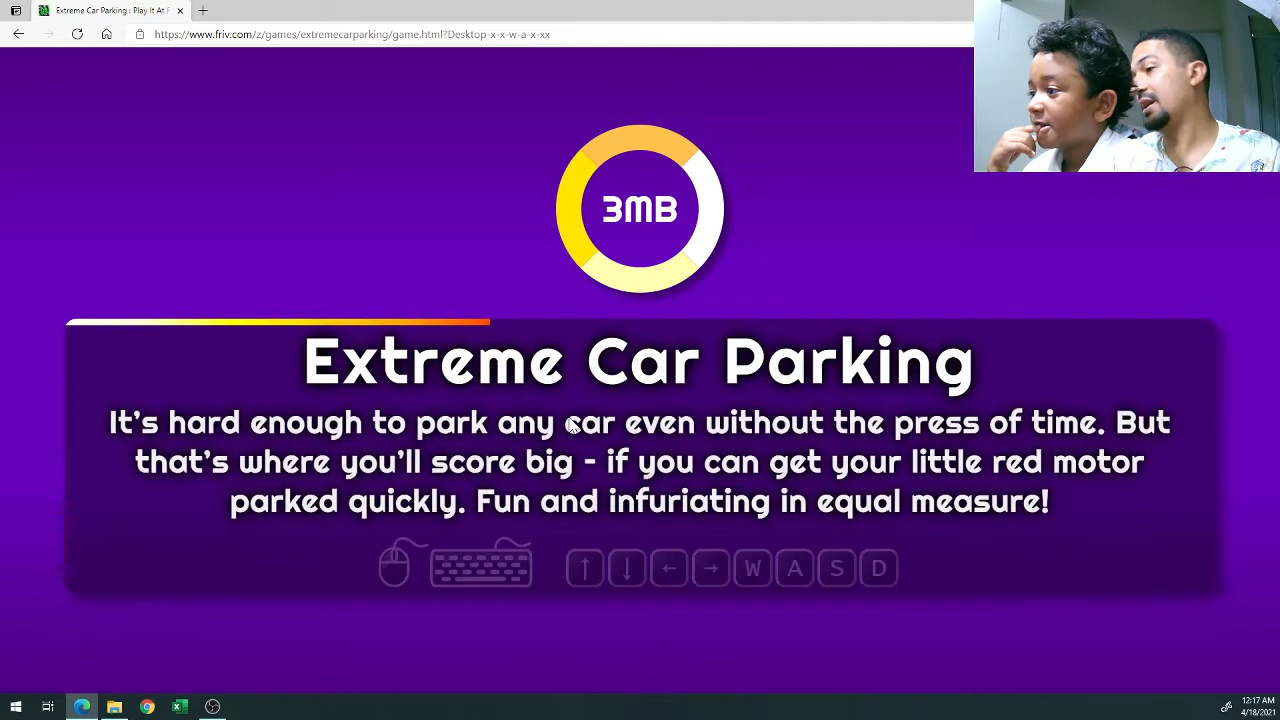 Extreme Car Parking : Play It At F
https://www.friv.com/z/games/extremecarparking/game.html?Desktop-x-x-w-a-x-xx
3MB
Extreme Car Parking
It's hard enough to park any car even without the press of time. But
that's where you'll score big - if you can get your little red motor
parked quickly. Fun and infuriating in equal measure!
↑ ↓ ← → W A S D
12:17 AM
4/18/2021